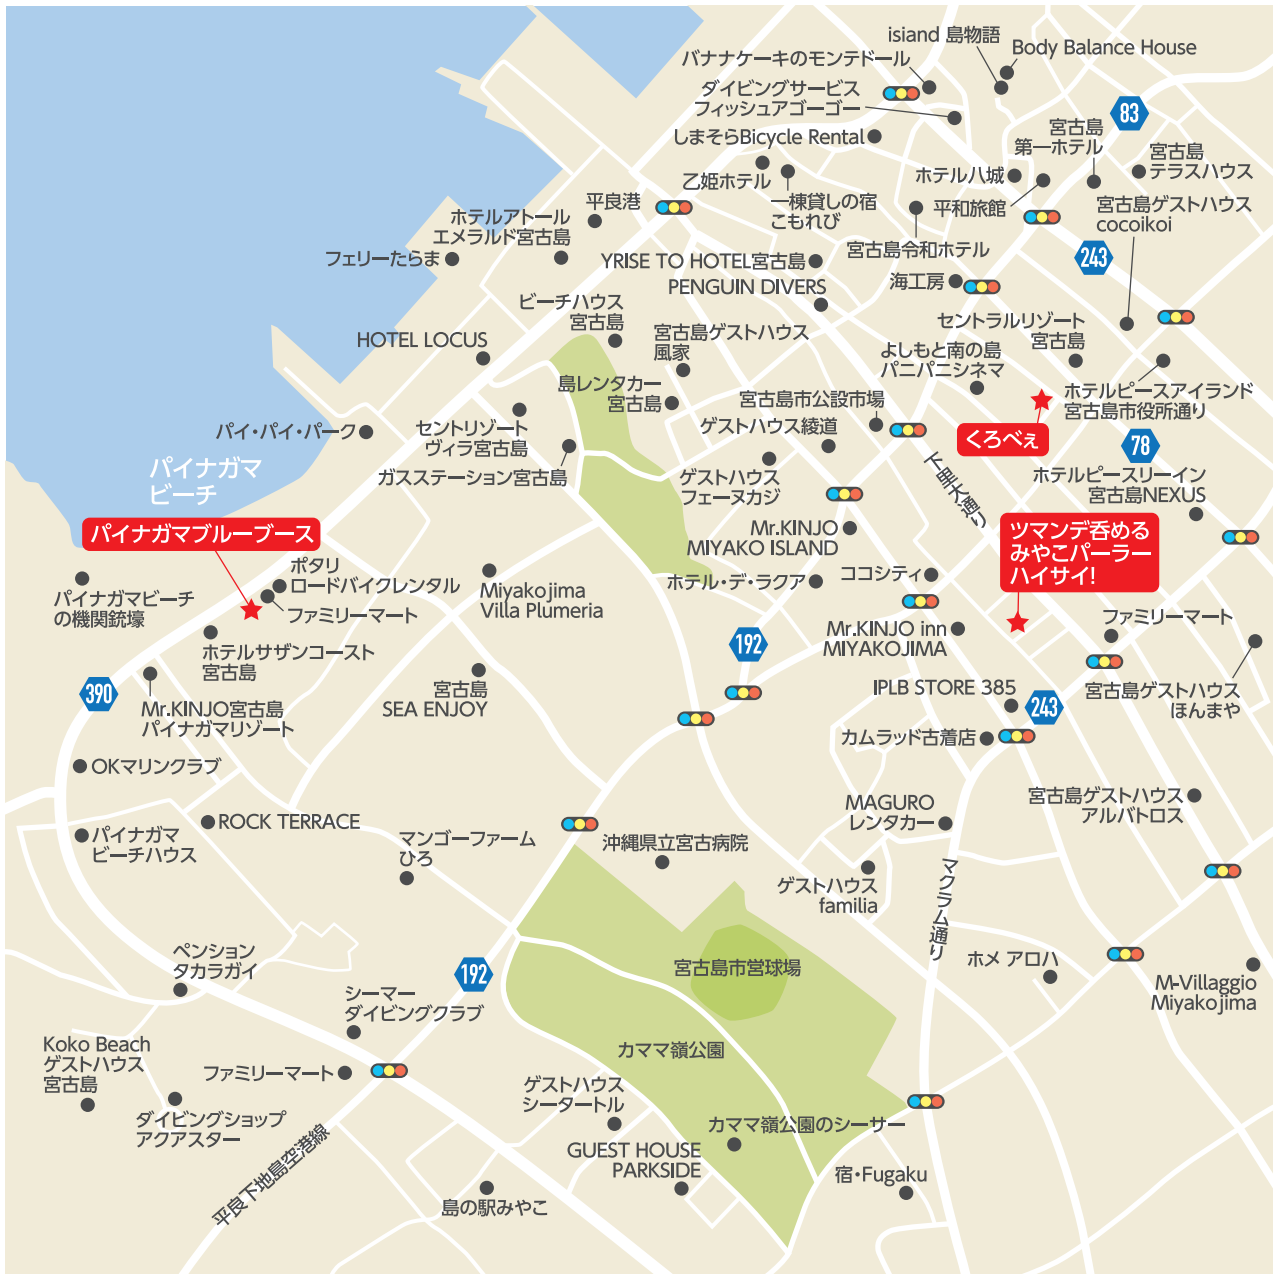 isiand 島物語
Body Balance House
バナナケーキのモンテドール
ダイビングサービス
フィッシュアゴーゴー
83
しまそらBicycle Rental
宮古島
第一ホテル
宮古島
テラスハウス
乙姫ホテル
一棟貸しの宿
こもれび
ホテル八城
平和旅館
宮古島ゲストハウス
cocoikoi
平良港
ホテルアトール
エメラルド宮古島
フェリーたらま
宮古島令和ホテル
243
YRISE TO HOTEL宮古島
PENGUIN DIVERS
海工房
ビーチハウス
宮古島
HOTEL LOCUS
宮古島ゲストハウス
風家
セントラルリゾート
宮古島
よしもと南の島
パニパニシネマ
島レンタカー
宮古島
宮古島市公設市場
ホテルピースアイランド
宮古島市役所通り
くろべぇ
パイ・パイ・パーク
セントリゾート
ヴィラ宮古島
ゲストハウス綾道
78
パイナガマ
ビーチ
ガスステーション宮古島
ゲストハウス
フェーヌカジ
下里大通り
ホテルピースリーイン
宮古島NEXUS
パイナガマブルーブース
Mr.KINJO
MIYAKO ISLAND
ツマンデ呑める
みやこパーラー
ハイサイ!
ポタリ
ロードバイクレンタル
ファミリーマート
パイナガマビーチ
の機関銃壕
Miyakojima
Villa Plumeria
ホテル・デ・ラクア
ココシティ
ファミリーマート
ホテルサザンコースト
宮古島
192
Mr.KINJO inn
MIYAKOJIMA
390
Mr.KINJO宮古島
パイナガマリゾート
宮古島
SEA ENJOY
IPLB STORE 385
243
宮古島ゲストハウス
ほんまや
カムラッド古着店
OKマリンクラブ
宮古島ゲストハウス
アルバトロス
MAGURO
レンタカー
パイナガマ
ビーチハウス
ROCK TERRACE
マンゴーファーム
ひろ
沖縄県立宮古病院
ゲストハウス
familia
マクラム通り
ペンション
タカラガイ
192
宮古島市営球場
ホメ アロハ
M-Villaggio
Miyakojima
シーマー
ダイビングクラブ
Koko Beach
ゲストハウス
宮古島
ファミリーマート
カママ嶺公園
ゲストハウス
シータートル
ダイビングショップ
アクアスター
カママ嶺公園のシーサー
GUEST HOUSE
PARKSIDE
平良下地島空港線
島の駅みやこ
宿・Fugaku